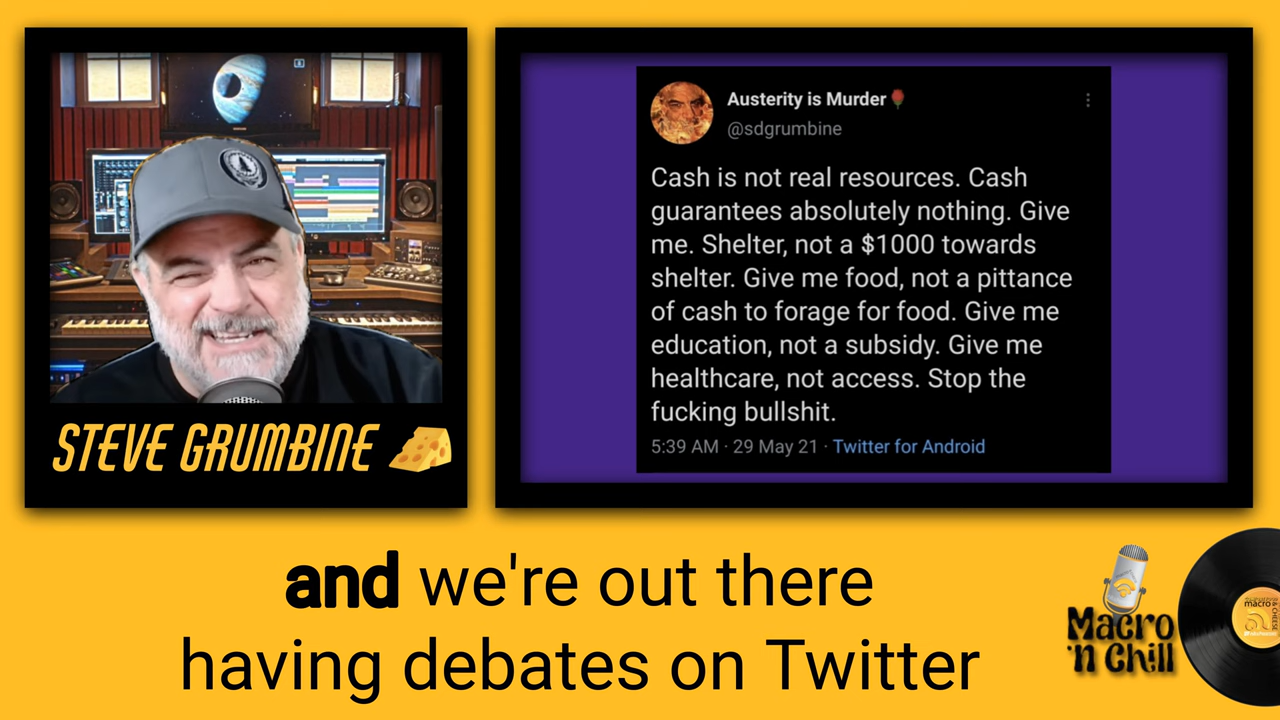 STEVE GRUMBINE
Austerity is Murder
@sdgrumbine
Cash is not real resources. Cash
guarantees absolutely nothing. Give
me. Shelter, not a $1000 towards
shelter. Give me food, not a pittance
of cash to forage for food. Give me
education, not a subsidy. Give me
healthcare, not access. Stop the
fucking bullshit.
5:39 AM · 29 May 21 · Twitter for Android
and we're out there
having debates on Twitter
Macro
'N Chill
macro